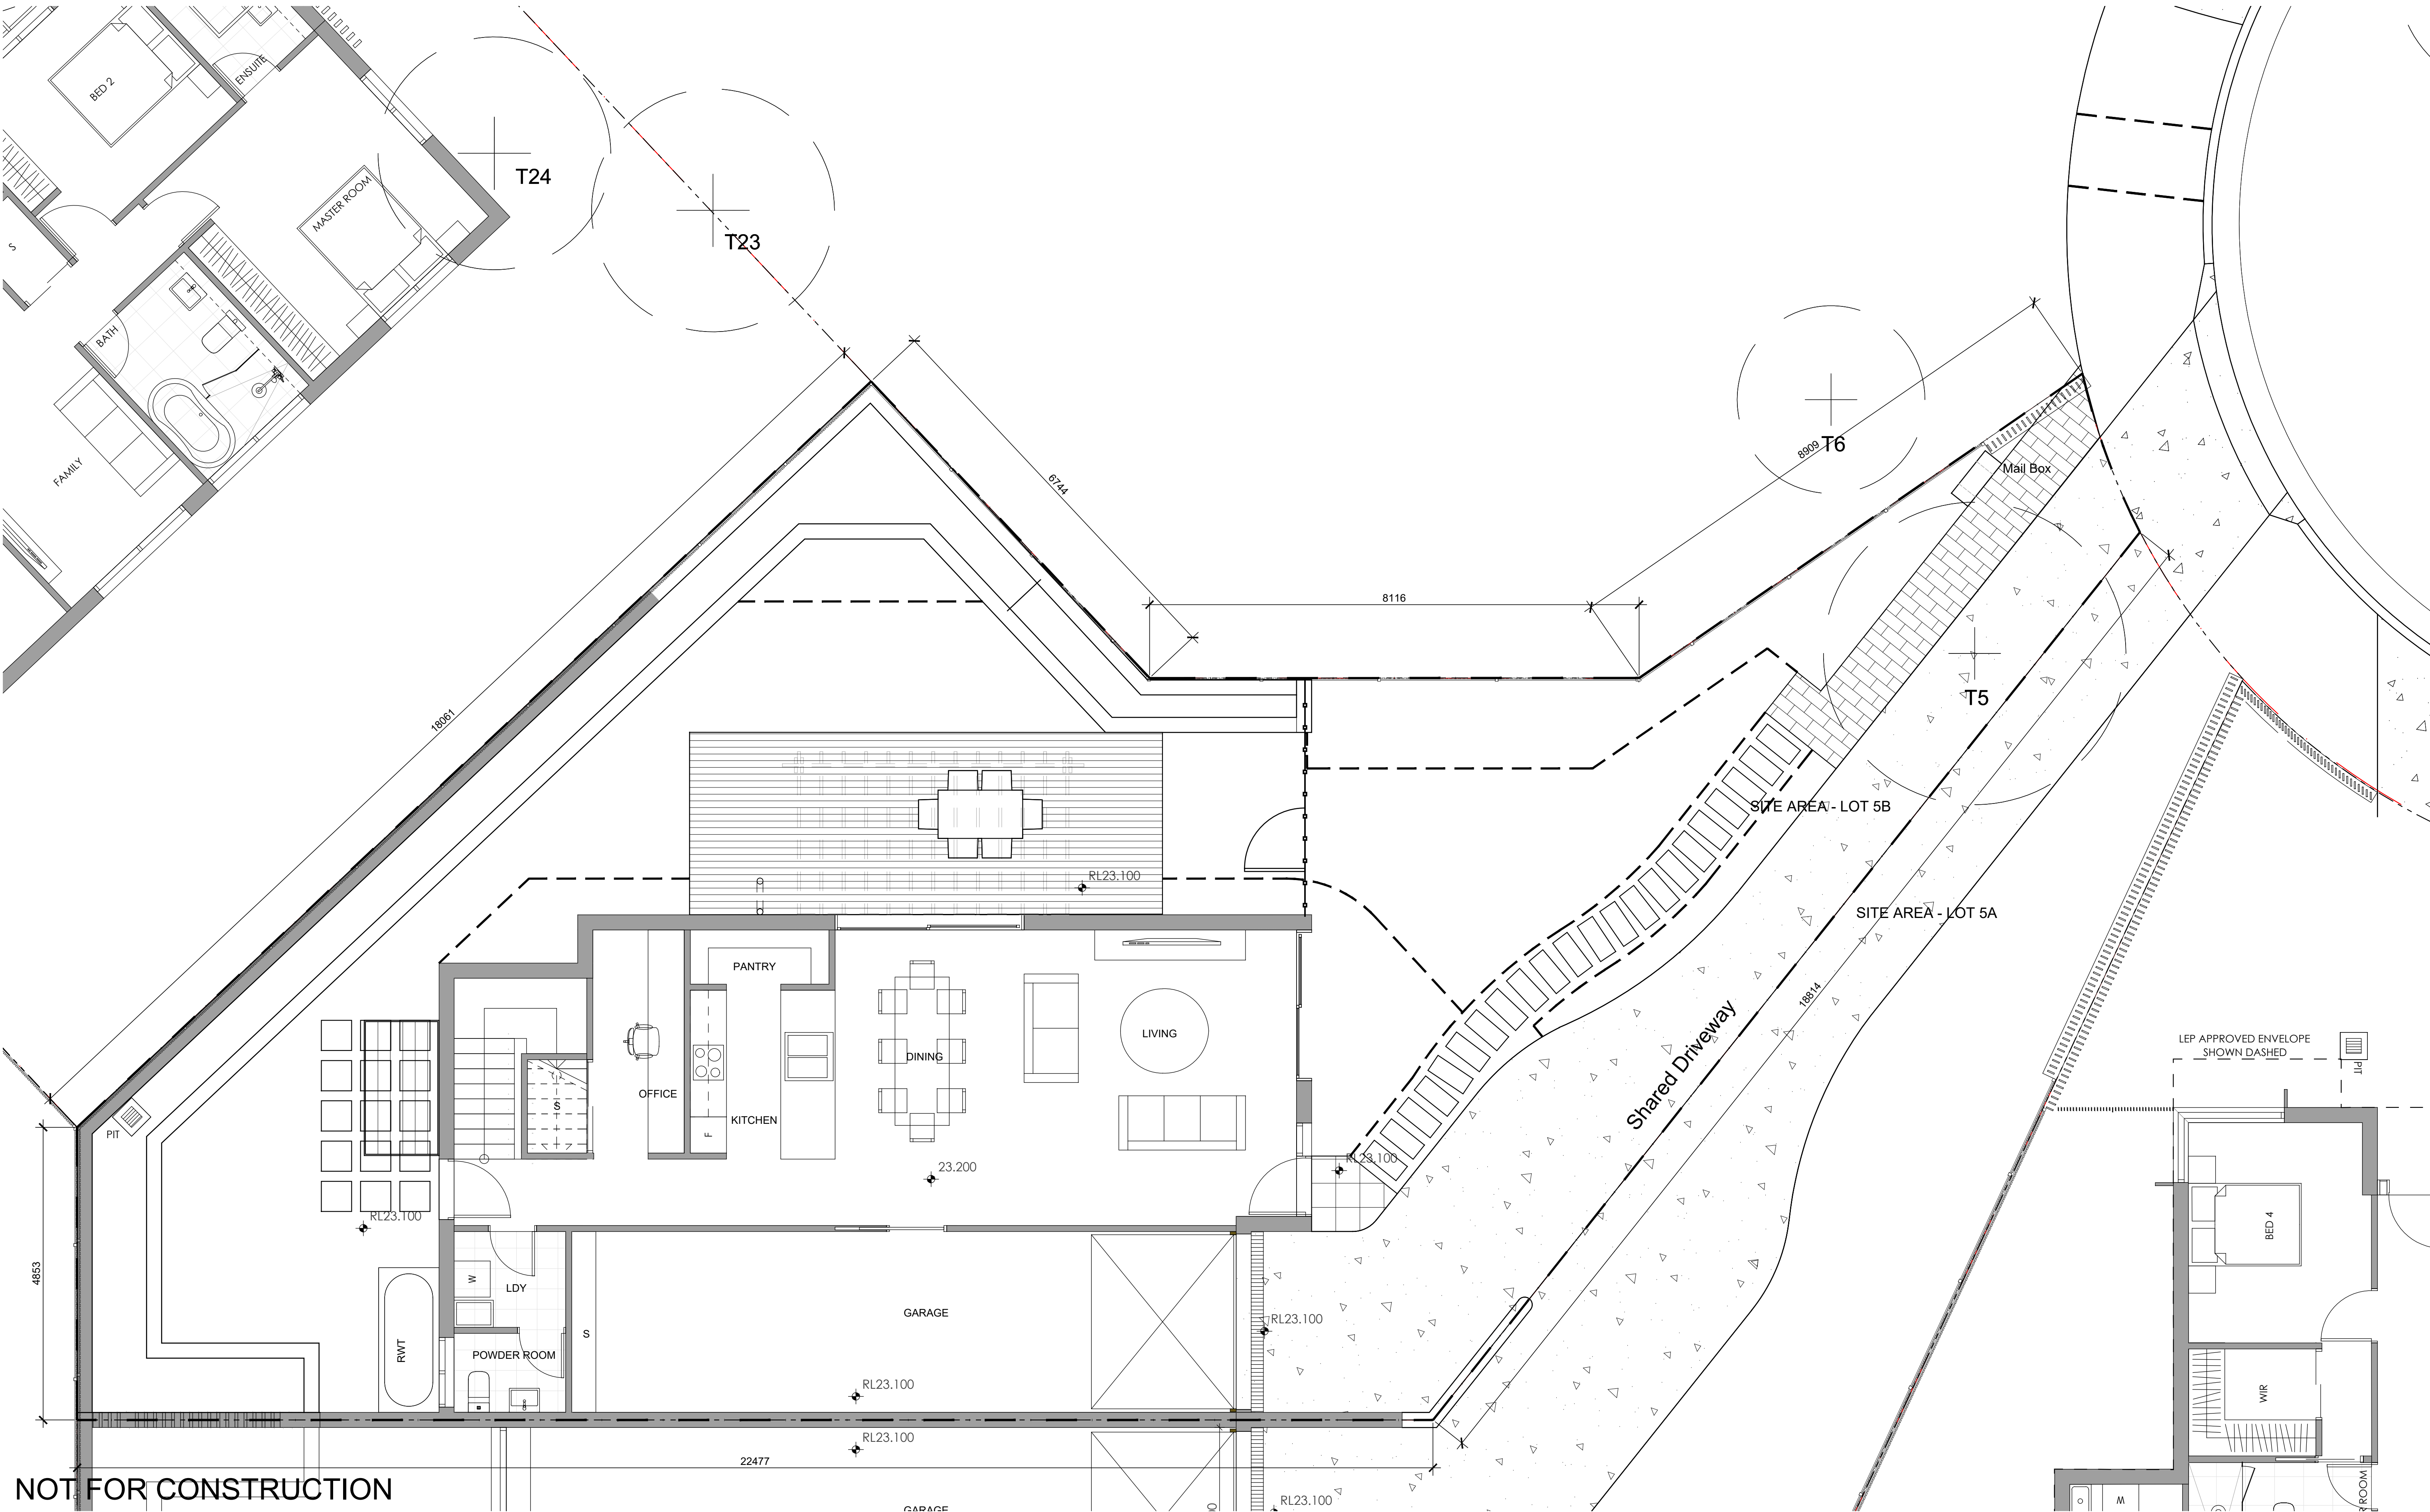 BED 2
ENSUITE
MASTER ROOM
S
BATH
FAMILY
T24
T23
T6
8909
Mail Box
6744
8116
18061
T5
SITE AREA - LOT 5B
SITE AREA - LOT 5A
RL23.100
PANTRY
LIVING
DINING
OFFICE
S
KITCHEN
F
PIT
23.200
RL23.100
RL23.100
Shared Driveway
18814
LEP APPROVED ENVELOPE
SHOWN DASHED
PIT
BED 4
WIR
4853
W
LDY
RWT
POWDER ROOM
S
GARAGE
RL23.100
RL23.100
RL23.100
22477
NOT FOR CONSTRUCTION
GARAGE
RL23.100
W